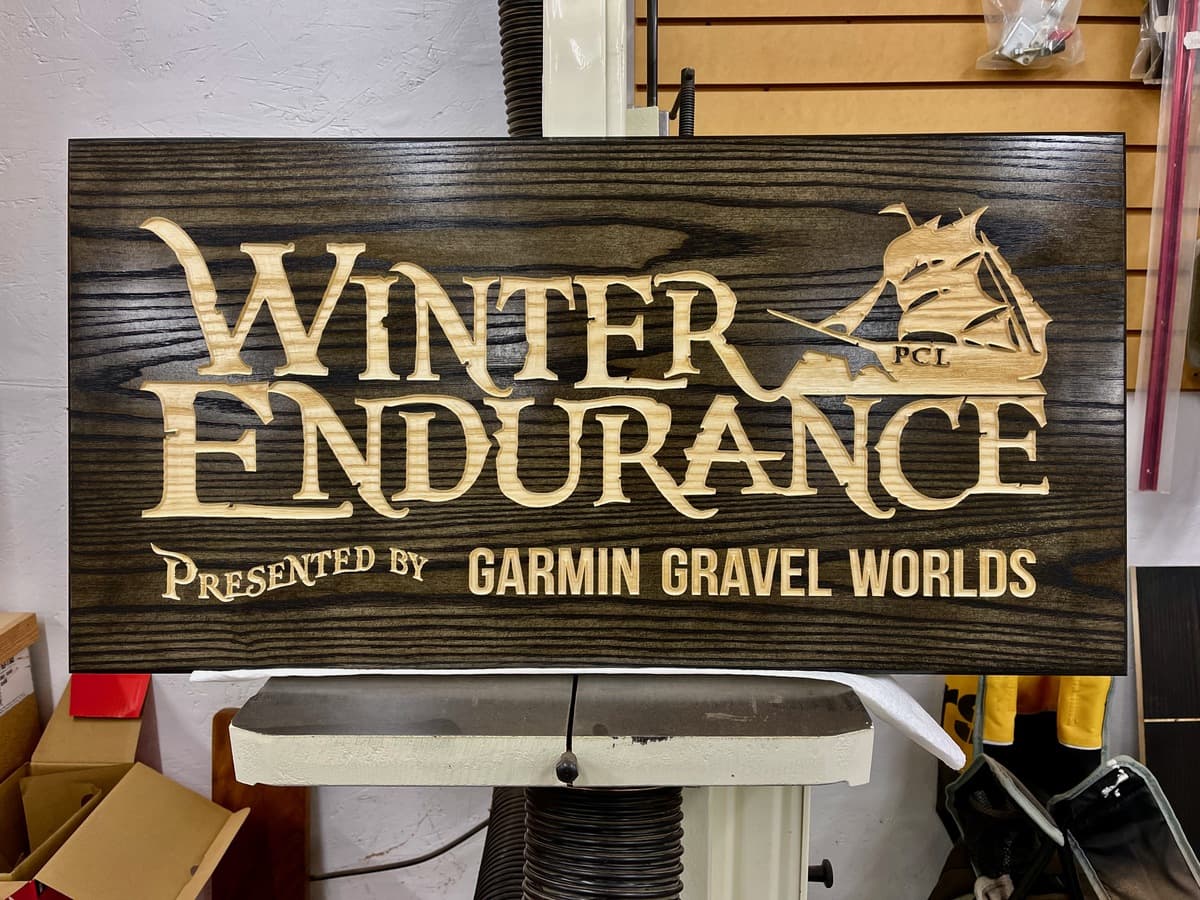 WINTER
PCL
ENDURANCE
PRESENTED BY GARMIN GRAVEL WORLDS